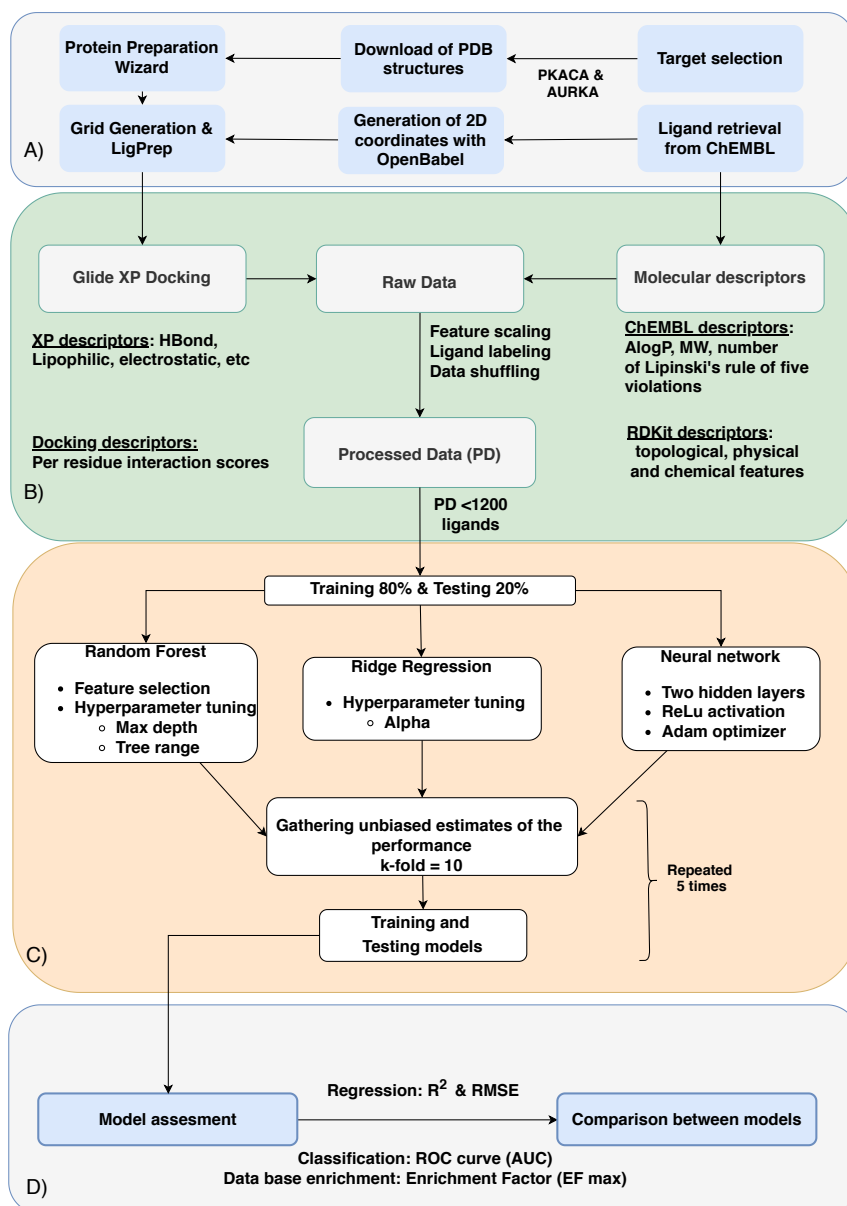 Protein Preparation
Wizard
Download of PDB
structures
Target selection
PKACA &
AURKA
Grid Generation &
LigPrep
Generation of 2D
coordinates with
OpenBabel
Ligand retrieval
from ChEMBL
A)
Glide XP Docking
Raw Data
Molecular descriptors
XP descriptors: HBond,
Lipophilic, electrostatic, etc
Feature scaling
Ligand labeling
Data shuffling
ChEMBL descriptors:
AlogP, MW, number
of Lipinski's rule of five
violations
Docking descriptors:
Per residue interaction scores
Processed Data (PD)
RDKit descriptors:
topological, physical
and chemical features
B)
PD <1200
ligands
Training 80% & Testing 20%
Random Forest
• Feature selection
• Hyperparameter tuning
◦ Max depth
◦ Tree range
Ridge Regression
• Hyperparameter tuning
◦ Alpha
Neural network
• Two hidden layers
• ReLu activation
• Adam optimizer
Gathering unbiased estimates of the
performance
k-fold = 10
Repeated
5 times
Training and
Testing models
C)
Regression: R² & RMSE
Model assesment
Comparison between models
Classification: ROC curve (AUC)
Data base enrichment: Enrichment Factor (EF max)
D)